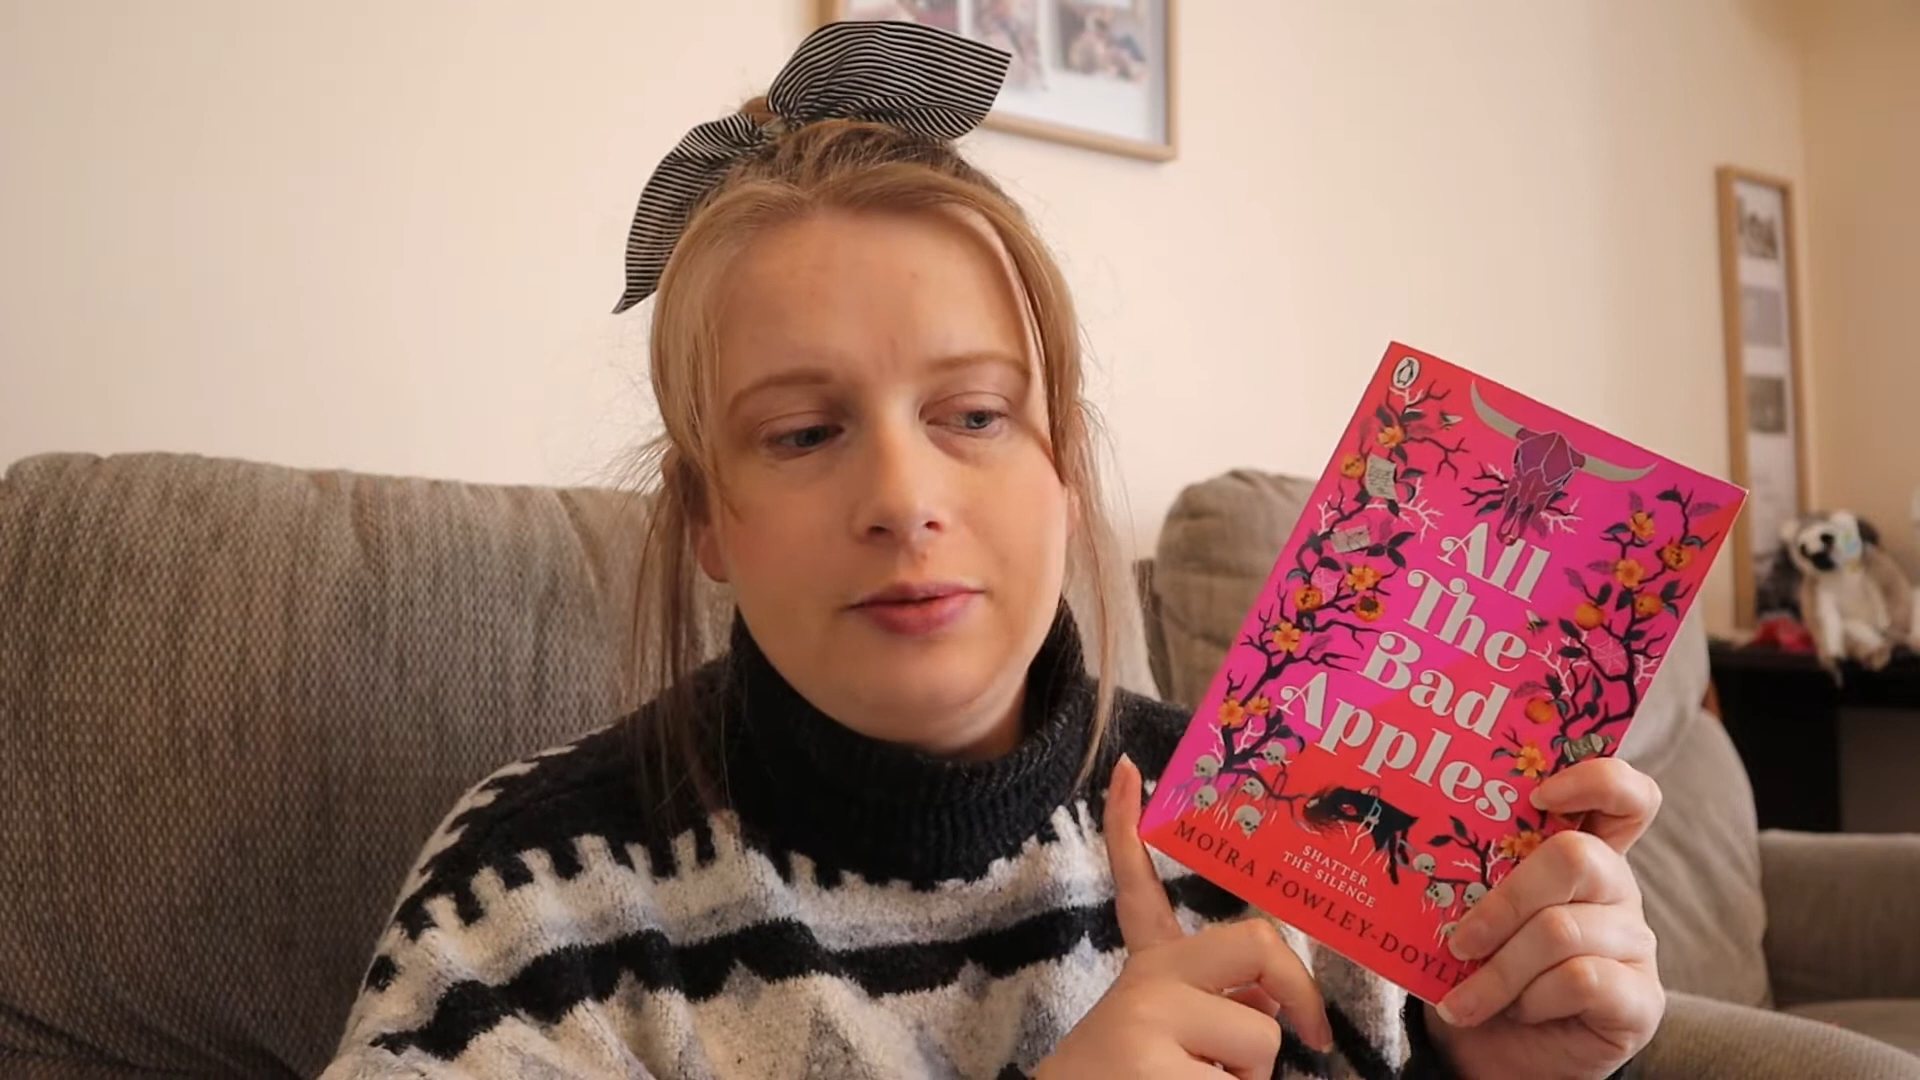 All
The
Bad
Apples
SHATTER
THE SILENCE
MOÏRA FOWLEY-DOYLE